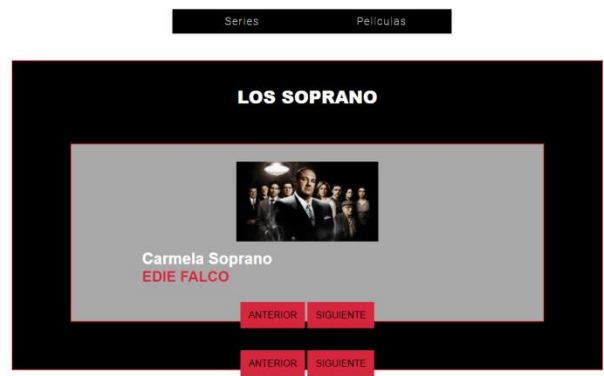 Series Películas
LOS SOPRANO
Carmela Soprano
EDIE FALCO
ANTERIOR SIGUIENTE
ANTERIOR SIGUIENTE